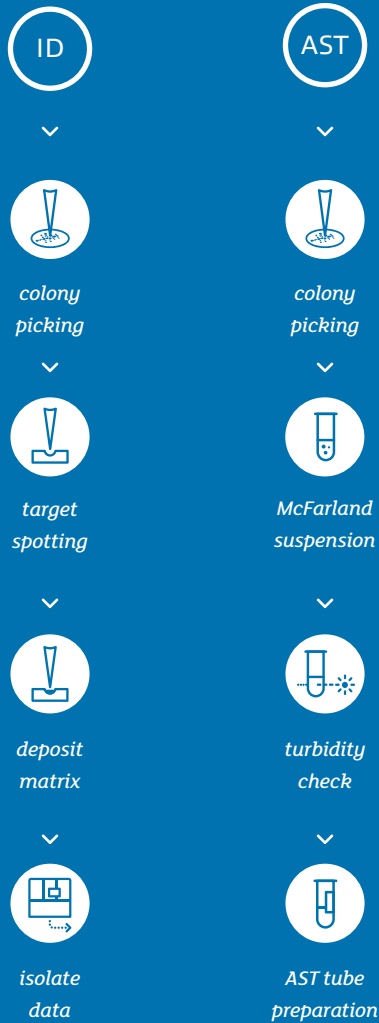 ID
colony
picking
target
spotting
deposit
matrix
isolate
data
AST
colony
picking
McFarland
suspension
turbidity
check
AST tube
preparation